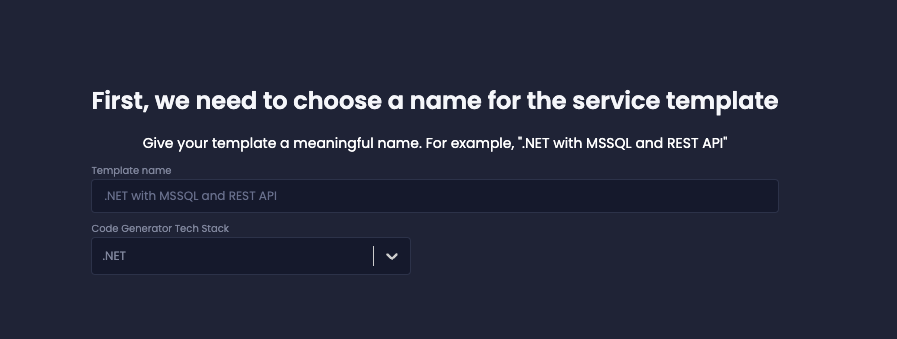 First, we need to choose a name for the service template
Give your template a meaningful name. For example, ".NET with MSSQL and REST API"
Template name
.NET with MSSQL and REST API
Code Generator Tech Stack
.NET